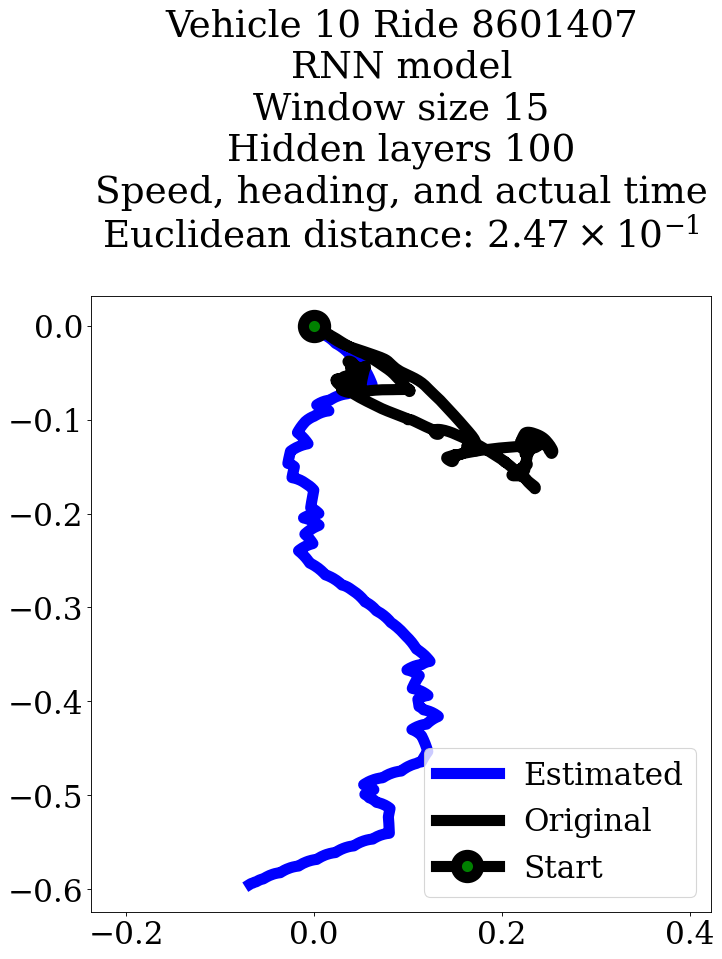 Vehicle 10 Ride 8601407
RNN model
Window size 15
Hidden layers 100
Speed, heading, and actual time
Euclidean distance: 2.47 × 10⁻¹
0.0
−0.1
−0.2
−0.3
−0.4
−0.5
−0.6
Estimated
Original
Start
−0.2 0.0 0.2 0.4